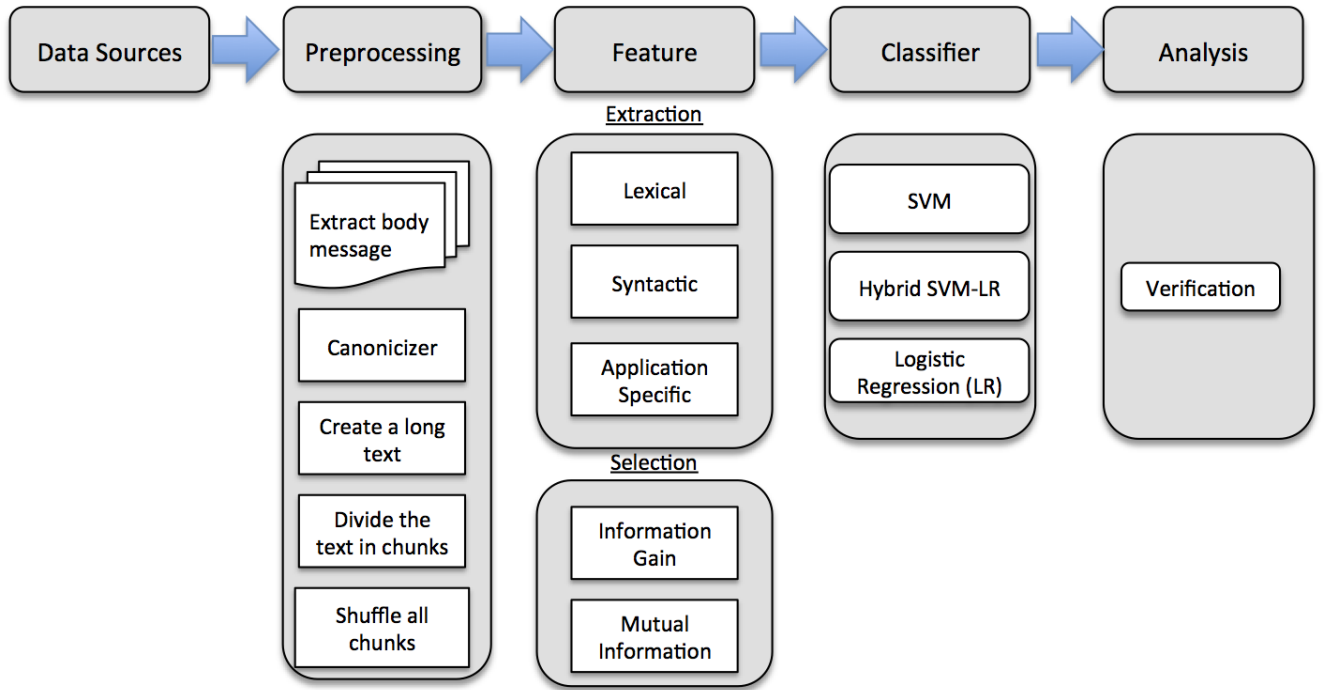 Data Sources
Preprocessing
Feature
Classifier
Analysis
Extract body
message
Canonicizer
Create a long
text
Divide the
text in chunks
Shuffle all
chunks
Extraction
Lexical
Syntactic
Application
Specific
Selection
Information
Gain
Mutual
Information
SVM
Hybrid SVM-LR
Logistic
Regression (LR)
Verification